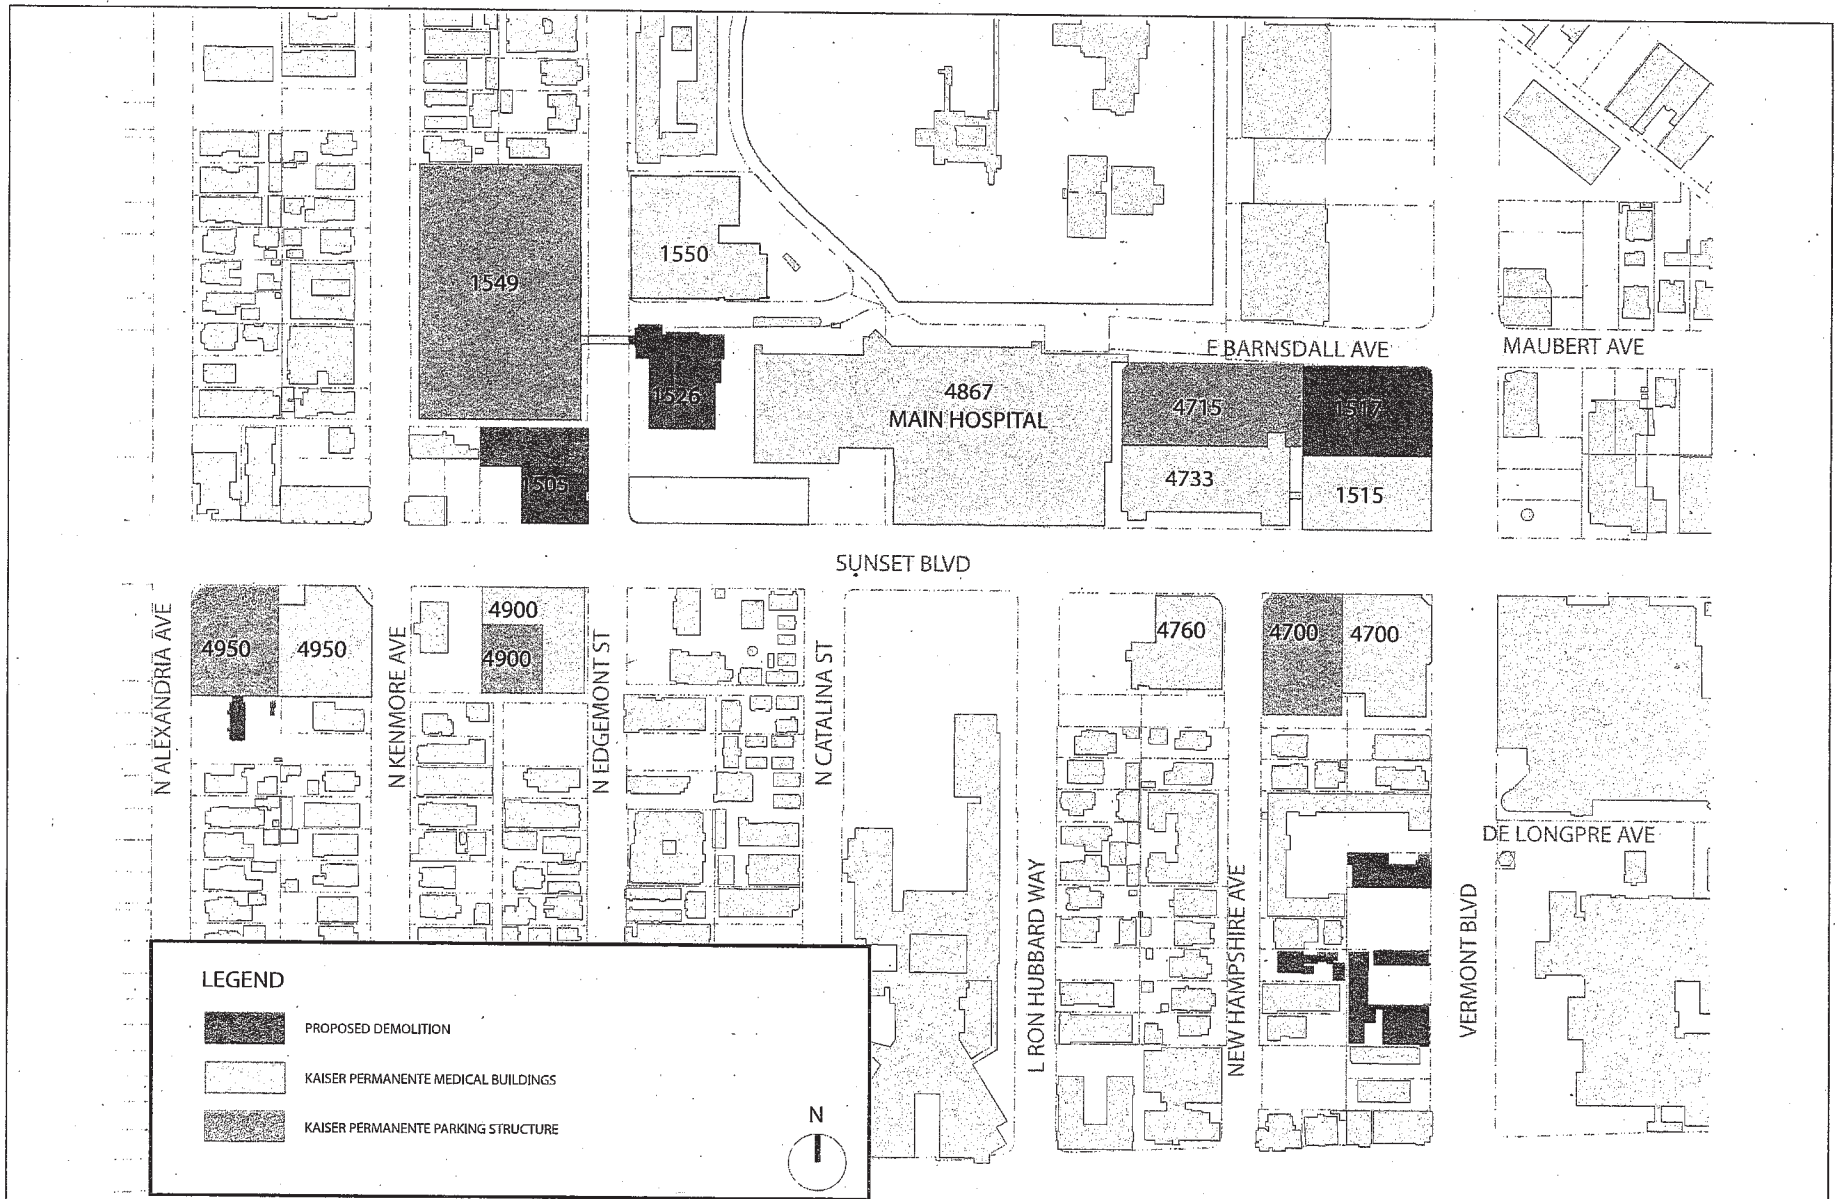 1549
1550
E BARNSDALL AVE
MAUBERT AVE
1526
4867
MAIN HOSPITAL
4715
1517
1505
4733
1515
SUNSET BLVD
N ALEXANDRIA AVE
4950
4950
N KENMORE AVE
4900
4900
N EDGEMONT ST
N CATALINA ST
L RON HUBBARD WAY
4760
NEW HAMPSHIRE AVE
4700
4700
VERMONT BLVD
DE LONGPRE AVE
LEGEND
PROPOSED DEMOLITION
KAISER PERMANENTE MEDICAL BUILDINGS
KAISER PERMANENTE PARKING STRUCTURE
N